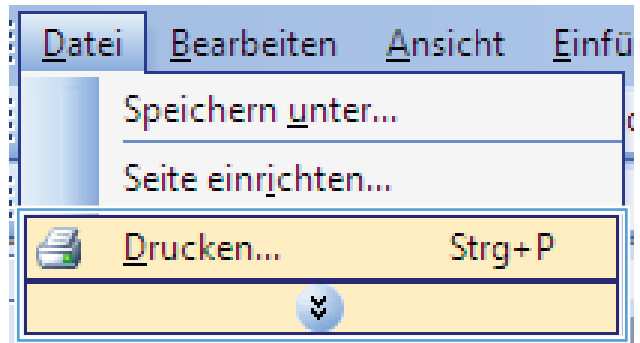 Datei Bearbeiten Ansicht Einfü
Speichern unter...
Seite einrichten...
Drucken... Strg+P